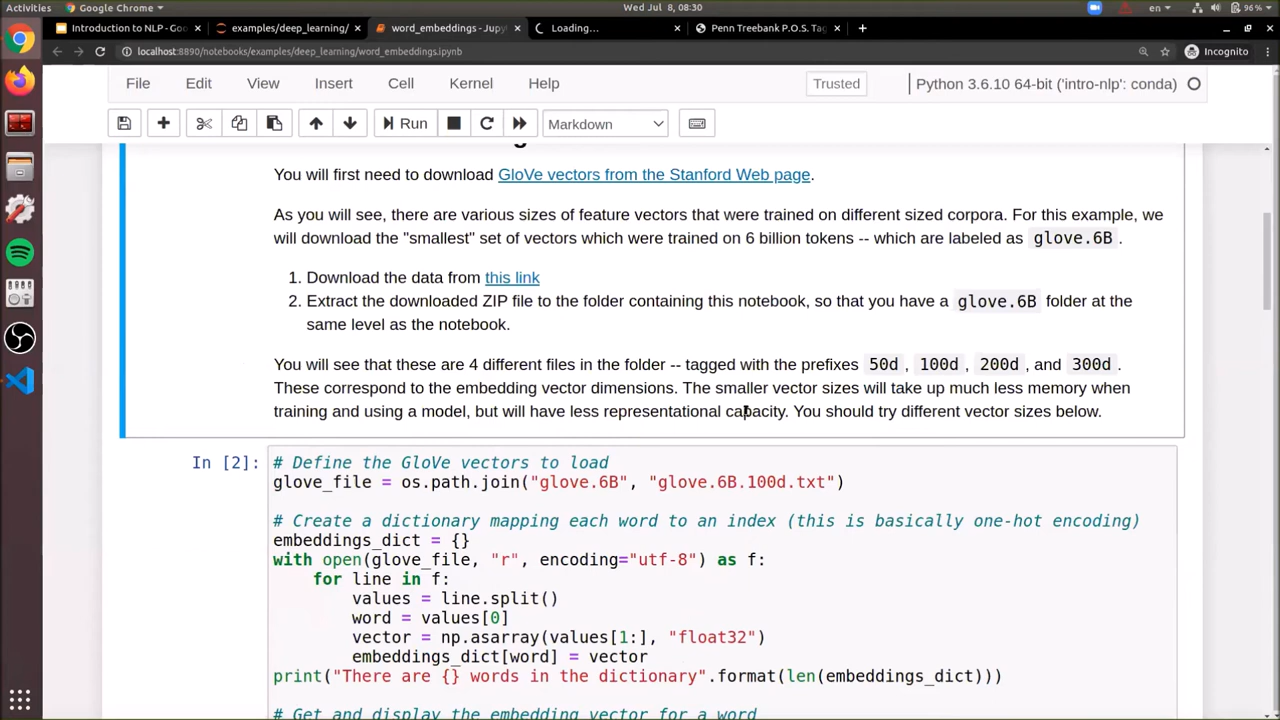 Activities
Google Chrome
Wed Jul 8, 08:30
en
96%
Introduction to NLP - Go
examples/deep_learning/
word_embeddings - Jupy
Loading...
Penn Treebank P.O.S. Ta
localhost:8890/notebooks/examples/deep_learning/word_embeddings.ipynb
Incognito
File Edit View Insert Cell Kernel Help
Trusted
Python 3.6.10 64-bit ('intro-nlp': conda)
Run
Markdown
You will first need to download GloVe vectors from the Stanford Web page.
As you will see, there are various sizes of feature vectors that were trained on different sized corpora. For this example, we
will download the "smallest" set of vectors which were trained on 6 billion tokens -- which are labeled as glove.6B .
1. Download the data from this link
2. Extract the downloaded ZIP file to the folder containing this notebook, so that you have a glove.6B folder at the
same level as the notebook.
You will see that these are 4 different files in the folder -- tagged with the prefixes 50d , 100d , 200d , and 300d .
These correspond to the embedding vector dimensions. The smaller vector sizes will take up much less memory when
training and using a model, but will have less representational capacity. You should try different vector sizes below.
In [2]:
# Define the GloVe vectors to load
glove_file = os.path.join("glove.6B", "glove.6B.100d.txt")
# Create a dictionary mapping each word to an index (this is basically one-hot encoding)
embeddings_dict = {}
with open(glove_file, "r", encoding="utf-8") as f:
for line in f:
values = line.split()
word = values[0]
vector = np.asarray(values[1:], "float32")
embeddings_dict[word] = vector
print("There are {} words in the dictionary".format(len(embeddings_dict)))
# Get and display the embedding vector for a word